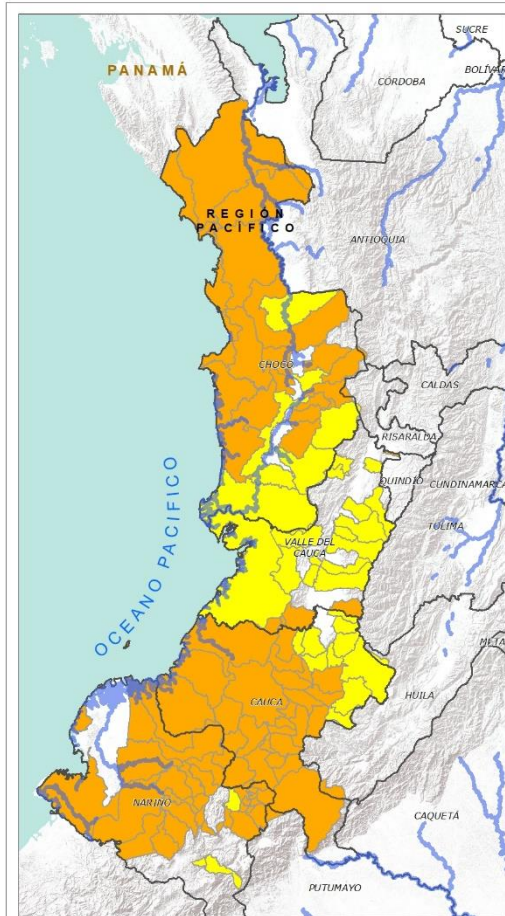 SUCRE
PANAMÁ
BOLÍVAR
CÓRDOBA
REGIÓN
PACÍFICO
ANTIOQUIA
CHOCÓ
CALDAS
RISARALDA
QUINDÍO
CUNDINAMARCA
TOLIMA
VALLE DEL
CAUCA
OCEANO PACIFICO
META
CAUCA
HUILA
NARIÑO
CAQUETÁ
PUTUMAYO